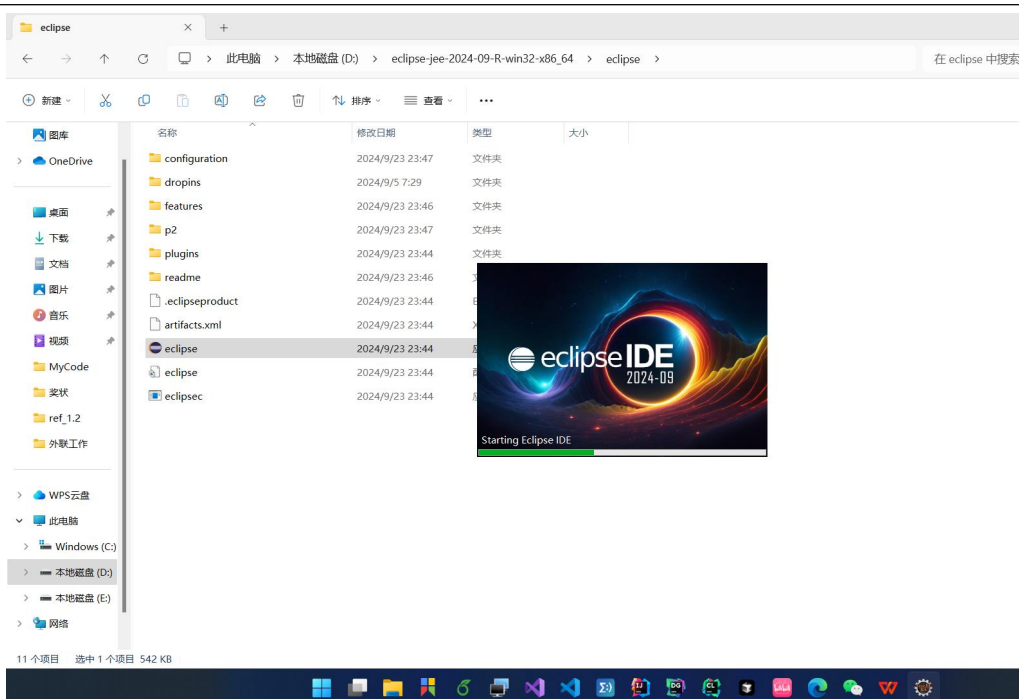 eclipse
此电脑 > 本地磁盘 (D:) > eclipse-jee-2024-09-R-win32-x86_64 > eclipse >
在 eclipse 中搜索
新建
排序
查看
图库
OneDrive
桌面
下载
文档
图片
音乐
视频
MyCode
奖状
ref_1.2
外联工作
WPS云盘
此电脑
Windows (C:)
本地磁盘 (D:)
本地磁盘 (E:)
网络
名称 修改日期 类型 大小
configuration 2024/9/23 23:47 文件夹
dropins 2024/9/5 7:29 文件夹
features 2024/9/23 23:46 文件夹
p2 2024/9/23 23:47 文件夹
plugins 2024/9/23 23:44 文件夹
readme 2024/9/23 23:46
.eclipseproduct 2024/9/23 23:44
artifacts.xml 2024/9/23 23:44
eclipse 2024/9/23 23:44
eclipse 2024/9/23 23:44
eclipsec 2024/9/23 23:44
eclipse IDE
2024-09
Starting Eclipse IDE
11 个项目 选中 1 个项目 542 KB